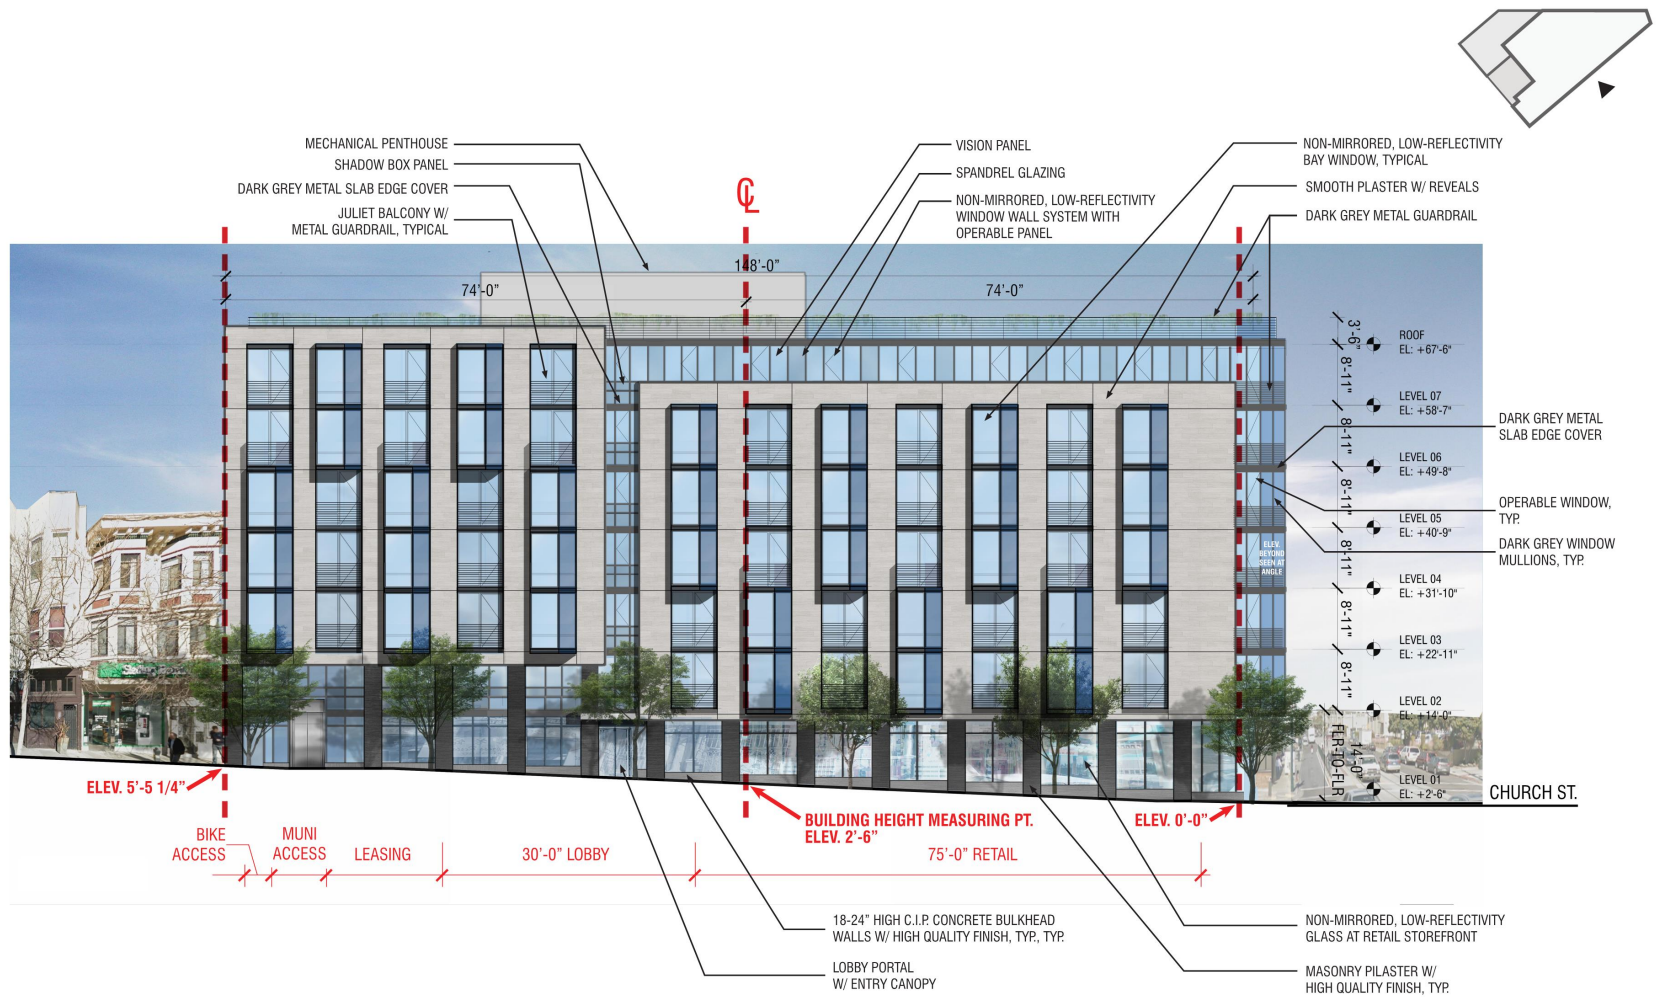 MECHANICAL PENTHOUSE
SHADOW BOX PANEL
DARK GREY METAL SLAB EDGE COVER
JULIET BALCONY W/
METAL GUARDRAIL, TYPICAL
CL
VISION PANEL
SPANDREL GLAZING
NON-MIRRORED, LOW-REFLECTIVITY
WINDOW WALL SYSTEM WITH
OPERABLE PANEL
NON-MIRRORED, LOW-REFLECTIVITY
BAY WINDOW, TYPICAL
SMOOTH PLASTER W/ REVEALS
DARK GREY METAL GUARDRAIL
148'-0"
74'-0"
74'-0"
3'-6"
ROOF
EL: +67'-6"
8'-11"
LEVEL 07
EL: +58'-7"
8'-11"
LEVEL 06
EL: +49'-8"
8'-11"
LEVEL 05
EL: +40'-9"
8'-11"
LEVEL 04
EL: +31'-10"
8'-11"
LEVEL 03
EL: +22'-11"
8'-11"
LEVEL 02
EL: +14'-0"
14'-0"
FLR-TO-FLR
LEVEL 01
EL: +2'-6"
DARK GREY METAL
SLAB EDGE COVER
OPERABLE WINDOW,
TYP.
DARK GREY WINDOW
MULLIONS, TYP.
ELEV.
BEYOND
SEEN AT
ANGLE
CHURCH ST.
ELEV. 5'-5 1/4"
BUILDING HEIGHT MEASURING PT.
ELEV. 2'-6"
ELEV. 0'-0"
BIKE
ACCESS
MUNI
ACCESS
LEASING
30'-0" LOBBY
75'-0" RETAIL
18-24" HIGH C.I.P. CONCRETE BULKHEAD
WALLS W/ HIGH QUALITY FINISH, TYP., TYP.
LOBBY PORTAL
W/ ENTRY CANOPY
NON-MIRRORED, LOW-REFLECTIVITY
GLASS AT RETAIL STOREFRONT
MASONRY PILASTER W/
HIGH QUALITY FINISH, TYP.